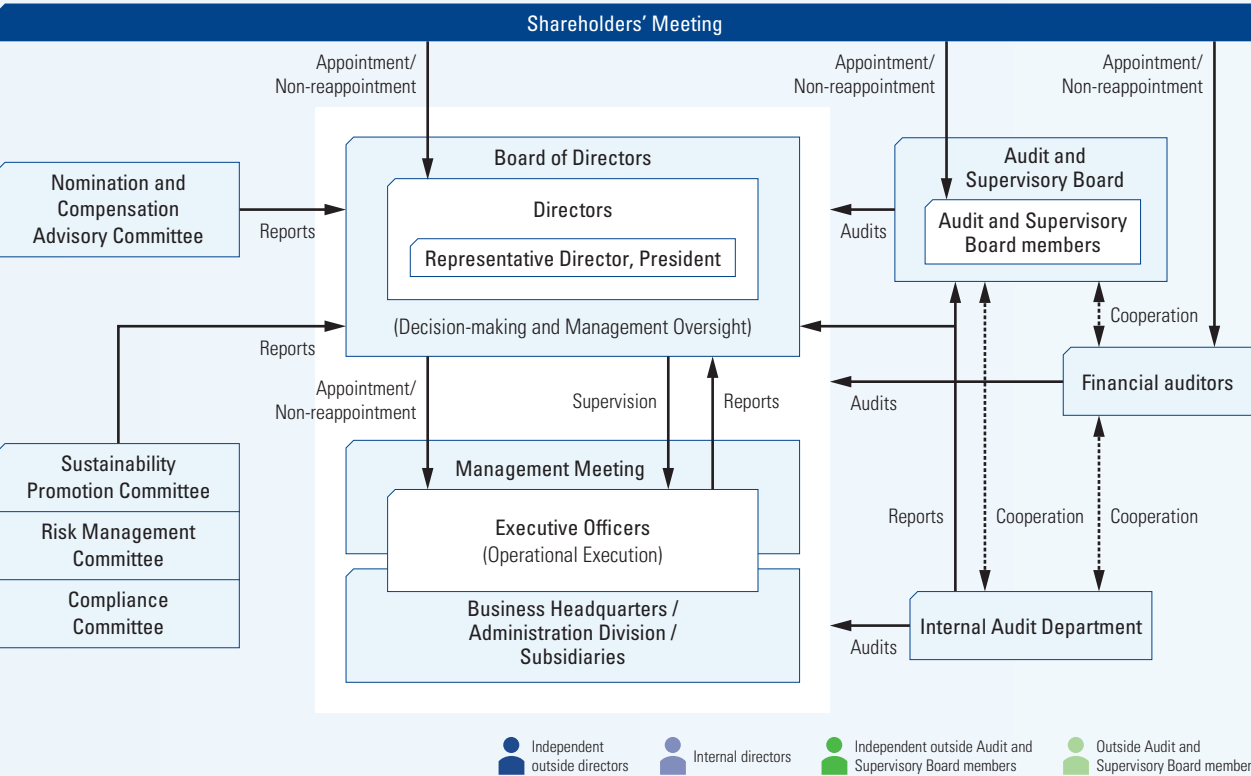 Shareholders’ Meeting
Appointment/
Non-reappointment
Appointment/
Non-reappointment
Appointment/
Non-reappointment
Board of Directors
Directors
Representative Director, President
(Decision-making and Management Oversight)
Nomination and
Compensation
Advisory Committee
Reports
Audit and
Supervisory Board
Audit and Supervisory
Board members
Audits
Cooperation
Reports
Financial auditors
Audits
Appointment/
Non-reappointment
Supervision
Reports
Sustainability
Promotion Committee
Risk Management
Committee
Compliance
Committee
Management Meeting
Executive Officers
(Operational Execution)
Business Headquarters /
Administration Division /
Subsidiaries
Reports
Cooperation
Cooperation
Internal Audit Department
Audits
Independent
outside directors
Internal directors
Independent outside Audit and
Supervisory Board members
Outside Audit and
Supervisory Board member